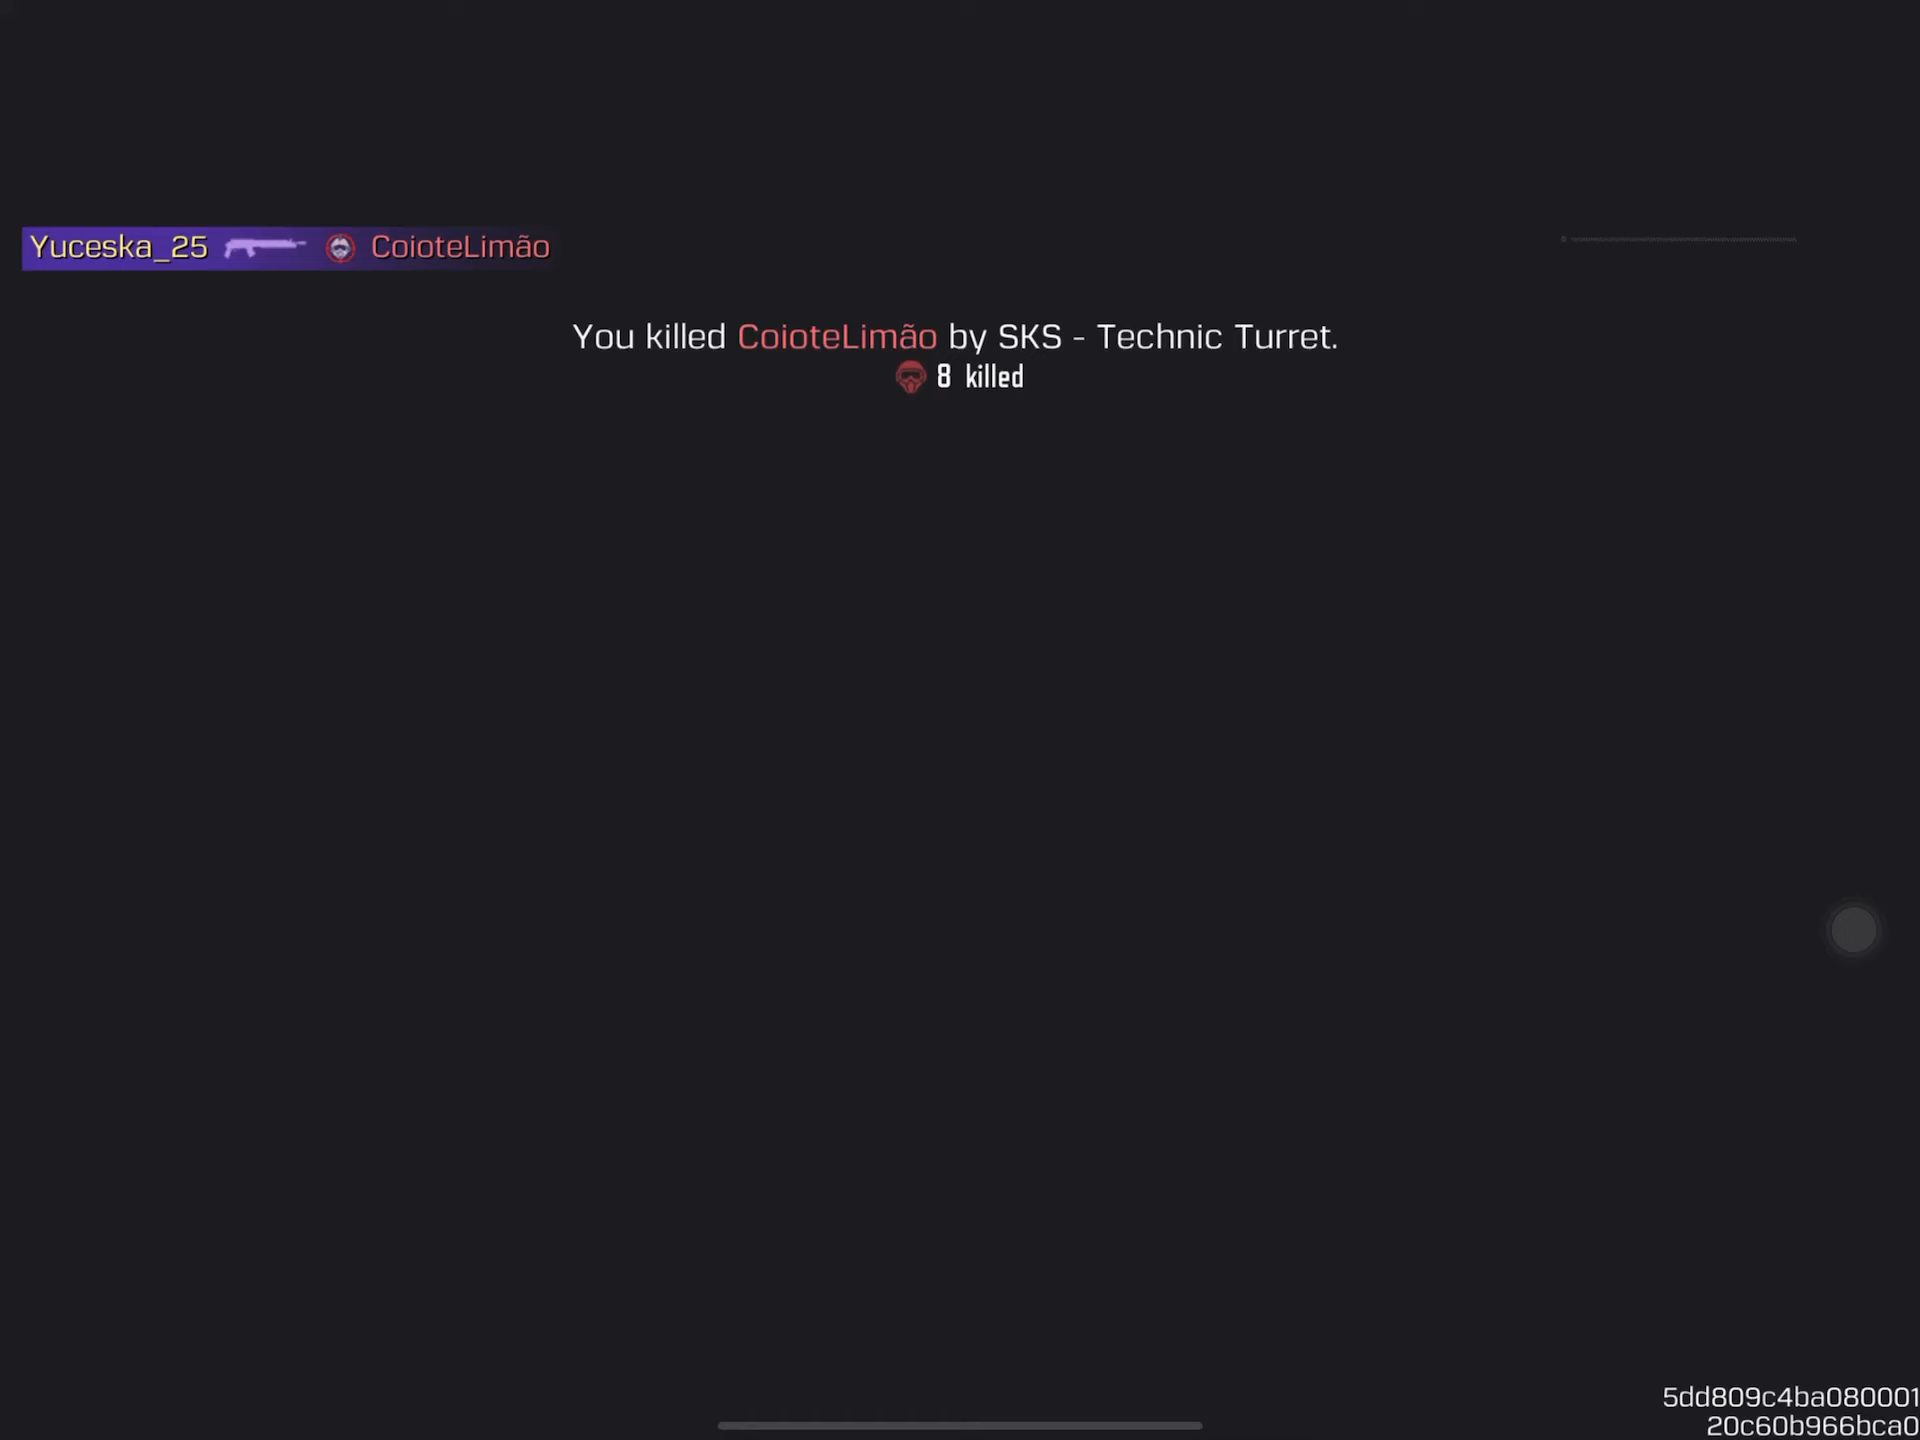 Yuceska_25 CoioteLimão
You killed CoioteLimão by SKS - Technic Turret.
8 killed
5dd809c4ba080001
20c60b966bca0